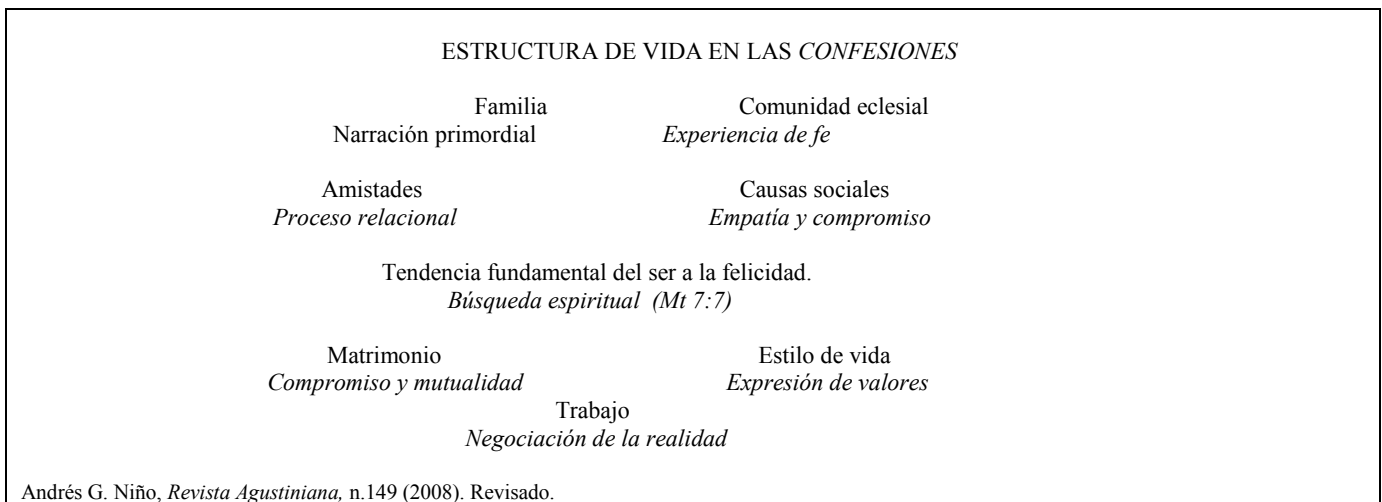 ESTRUCTURA DE VIDA EN LAS CONFESIONES
Familia Comunidad eclesial
Narración primordial Experiencia de fe
Amistades Causas sociales
Proceso relacional Empatía y compromiso
Tendencia fundamental del ser a la felicidad.
Búsqueda espiritual (Mt 7:7)
Matrimonio Estilo de vida
Compromiso y mutualidad Expresión de valores
Trabajo
Negociación de la realidad
Andrés G. Niño, Revista Agustiniana, n.149 (2008). Revisado.